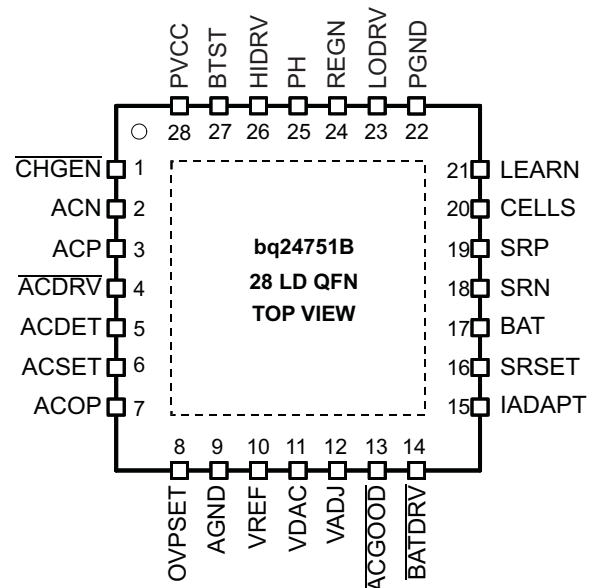 PVCC
BTST
HIDRV
PH
REGN
LODRV
PGND
28 27 26 25 24 23 22
CHGEN 1
ACN 2
ACP 3
ACDRV 4
ACDET 5
ACSET 6
ACOP 7
bq24751B
28 LD QFN
TOP VIEW
21 LEARN
20 CELLS
19 SRP
18 SRN
17 BAT
16 SRSET
15 IADAPT
8 9 10 11 12 13 14
OVPSET
AGND
VREF
VDAC
VADJ
ACGOOD
BATDRV